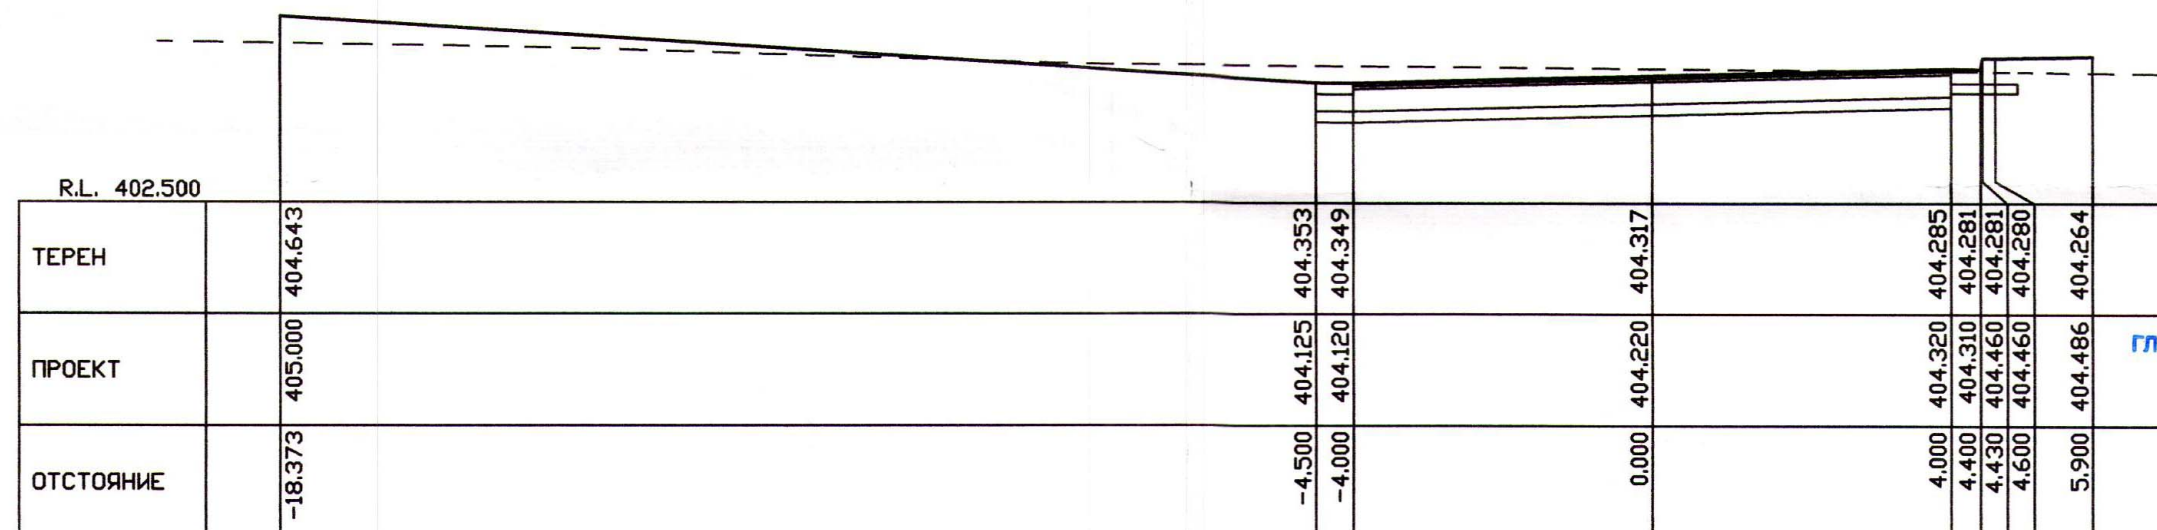 R.L. 402.500
ТЕРЕН 404.643 404.353 404.349 404.317 404.285 404.281 404.281 404.280 404.264
ПРОЕКТ 405.000 404.125 404.120 404.220 404.320 404.310 404.460 404.460 404.486
ГЛ
ОТСТОЯНИЕ -18.373 -4.500 -4.000 0.000 4.000 4.400 4.430 4.600 5.900